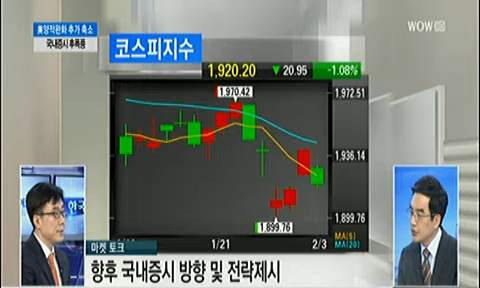 美양적완화 추가 축소
국내증시 후폭풍
WOW
코스피지수
1,920.20 ▼ 20.95 -1.08%
1,970.42
1,972.51
1,936.14
1,899.76
1,899.76
1/21
2/3
MA(5)
MA(20)
마켓 토크
향후 국내증시 방향 및 전략제시